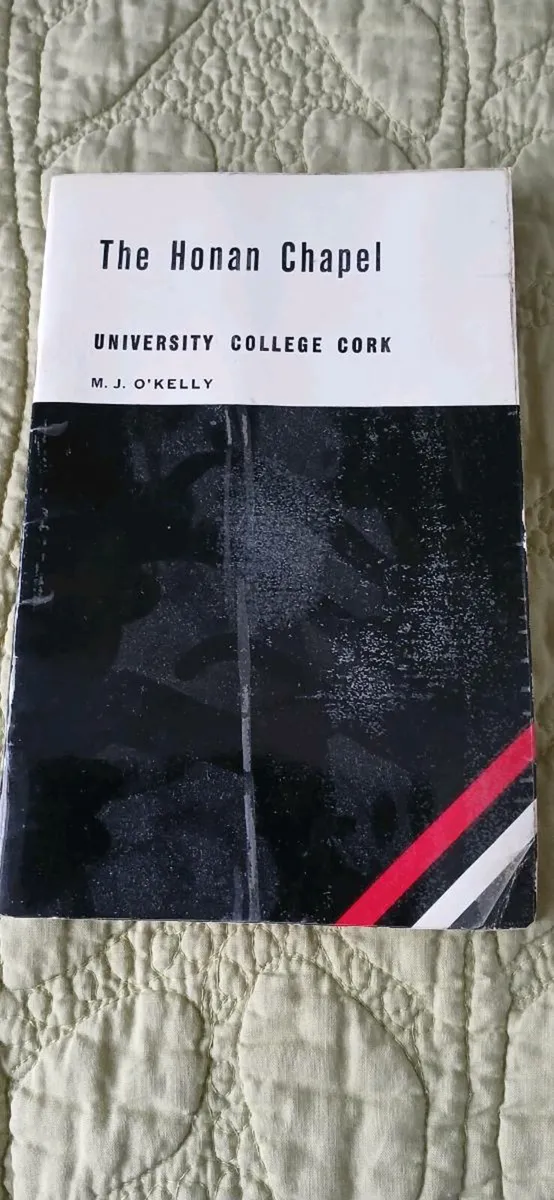 The Honan Chapel
UNIVERSITY COLLEGE CORK
M. J. O'KELLY